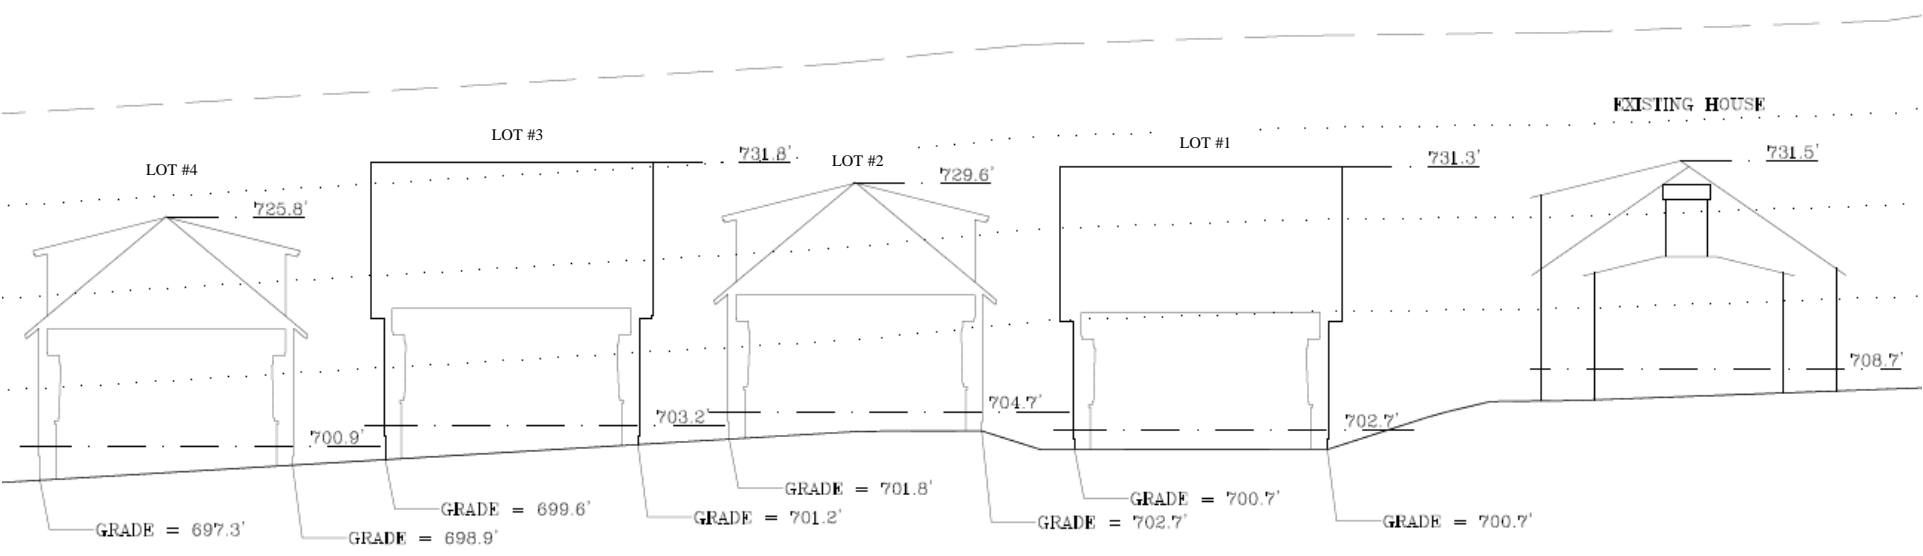 EXISTING HOUSE
LOT #3
LOT #1
LOT #2
LOT #4
731.8'
731.3'
731.5'
729.6'
725.8'
708.7'
704.7'
703.2'
702.7'
700.9'
GRADE = 701.8'
GRADE = 700.7'
GRADE = 699.6'
GRADE = 701.2'
GRADE = 702.7'
GRADE = 700.7'
GRADE = 697.3'
GRADE = 698.9'